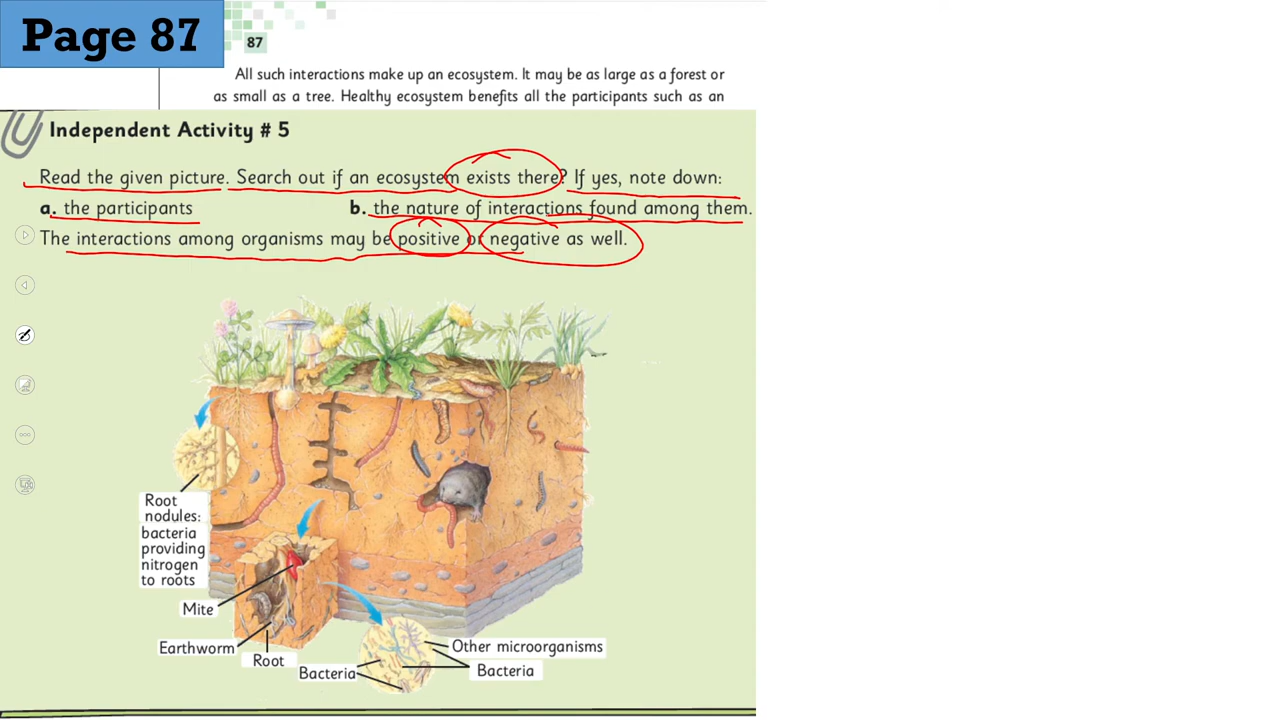 Page 87
87
All such interactions make up an ecosystem. It may be as large as a forest or
as small as a tree. Healthy ecosystem benefits all the participants such as an
Independent Activity # 5
Read the given picture. Search out if an ecosystem exists there? If yes, note down:
a. the participants b. the nature of interactions found among them.
The interactions among organisms may be positive or negative as well.
Root
nodules:
bacteria
providing
nitrogen
to roots
Mite
Earthworm
Root
Bacteria
Other microorganisms
Bacteria